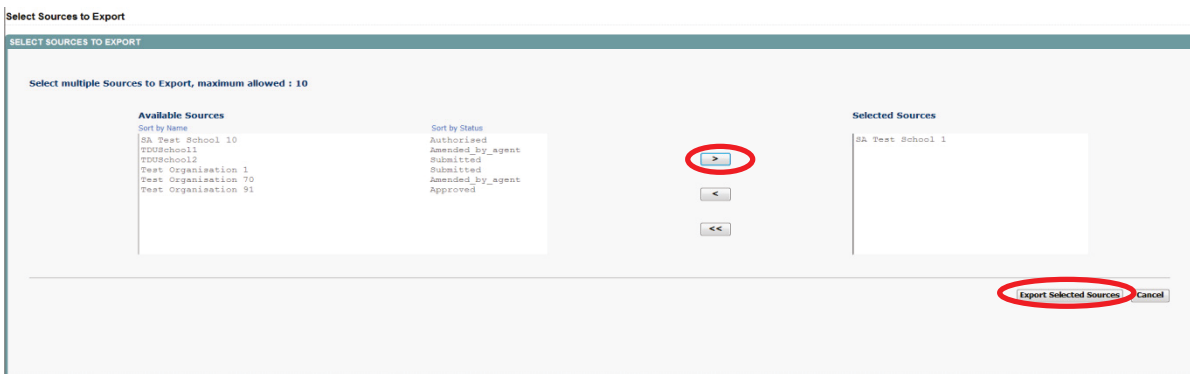 Select Sources to Export
SELECT SOURCES TO EXPORT
Select multiple Sources to Export, maximum allowed : 10
Available Sources
Selected Sources
Sort by Name Sort by Status
SA Test School 10 Authorised
TDUSchool1 Amended_by_agent
TDUSchool2 Submitted
Test Organisation 1 Submitted
Test Organisation 70 Amended_by_agent
Test Organisation 91 Approved
>
<
<<
SA Test School 1
Export Selected Sources Cancel